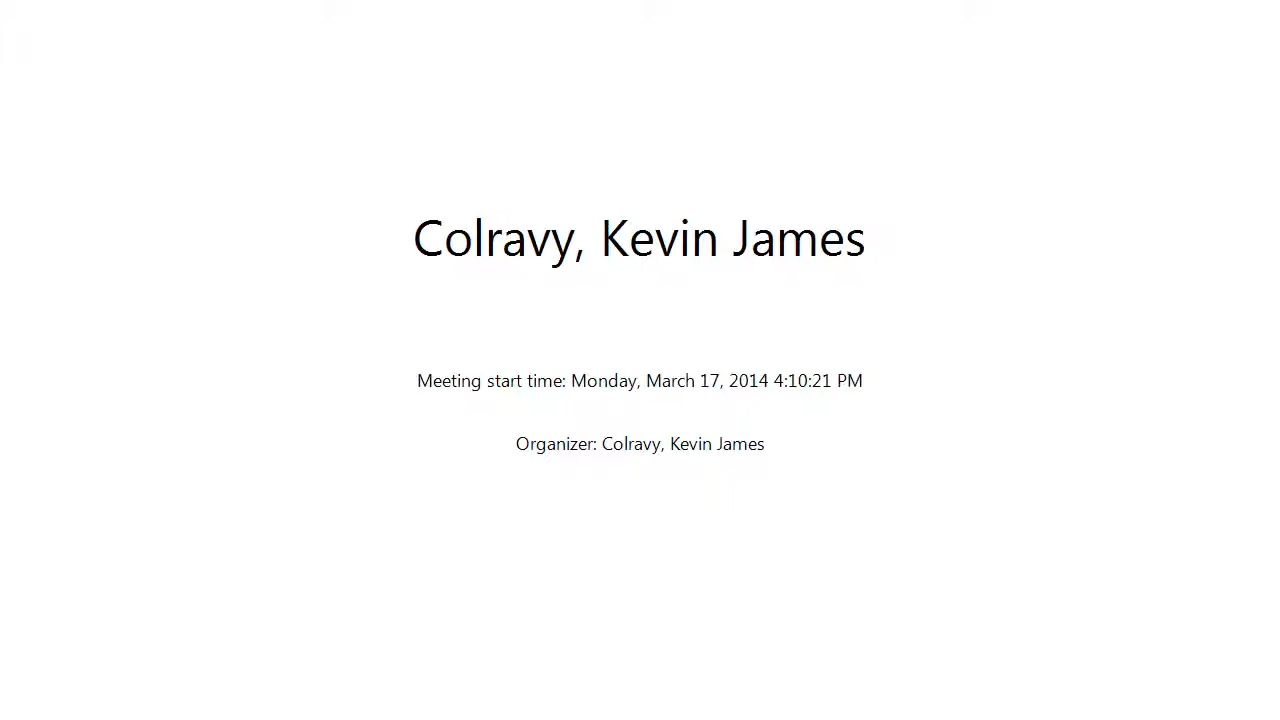 Colravy, Kevin James
Meeting start time: Monday, March 17, 2014 4:10:21 PM
Organizer: Colravy, Kevin James